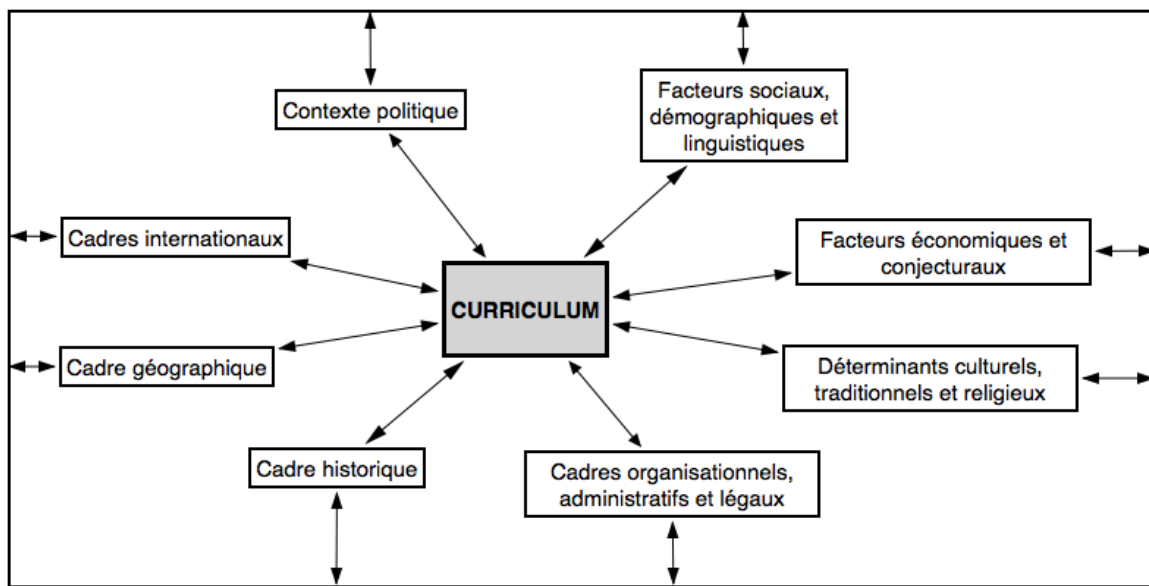 Contexte politique
Facteurs sociaux,
démographiques et
linguistiques
Cadres internationaux
Facteurs économiques et
conjecturaux
CURRICULUM
Cadre géographique
Déterminants culturels,
traditionnels et religieux
Cadre historique
Cadres organisationnels,
administratifs et légaux